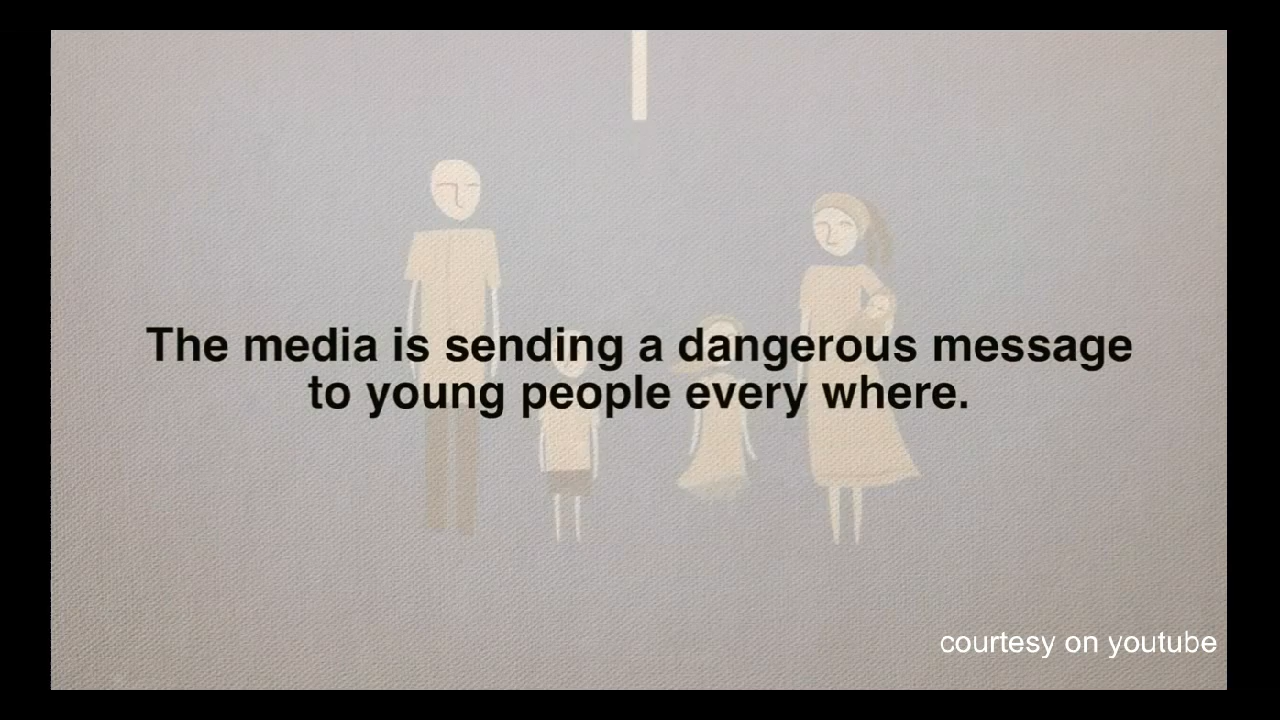 The media is sending a dangerous message
to young people every where.
courtesy on youtube